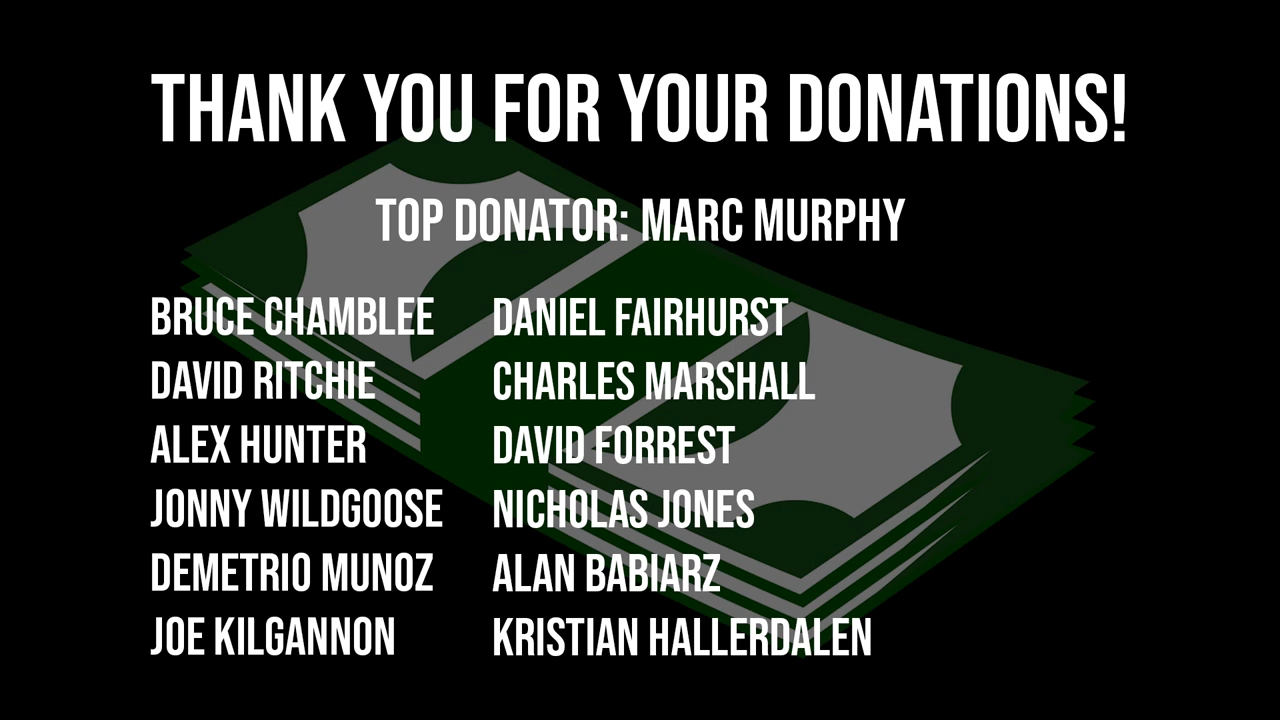 THANK YOU FOR YOUR DONATIONS!
TOP DONATOR: MARC MURPHY
BRUCE CHAMBLEE
DAVID RITCHIE
ALEX HUNTER
JONNY WILDGOOSE
DEMETRIO MUNOZ
JOE KILGANNON
DANIEL FAIRHURST
CHARLES MARSHALL
DAVID FORREST
NICHOLAS JONES
ALAN BABIARZ
KRISTIAN HALLERDALEN